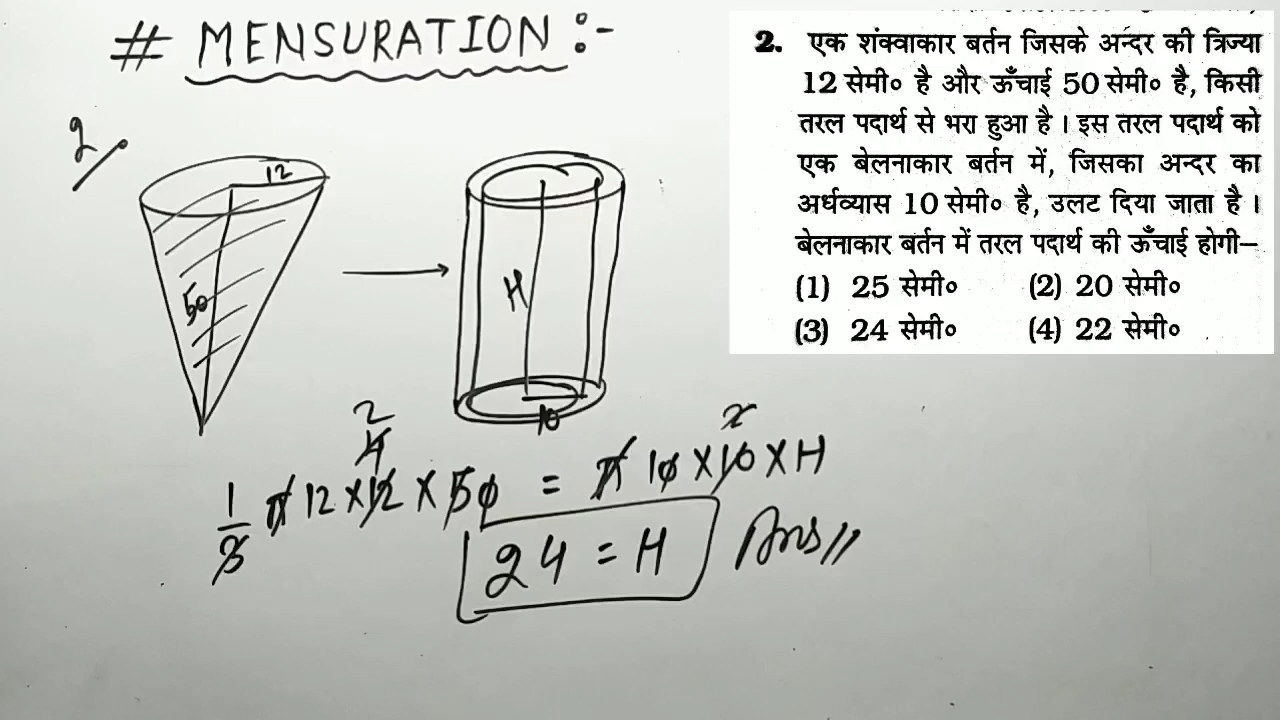 # MENSURATION :-
2.
12
50
H
10
2
4
2
1/3 π 12 × 12 × 50 = π 10 × 10 × H
24 = H Ans //
2. एक शंक्वाकार बर्तन जिसके अन्दर की त्रिज्या
12 सेमी० है और ऊँचाई 50 सेमी० है, किसी
तरल पदार्थ से भरा हुआ है। इस तरल पदार्थ को
एक बेलनाकार बर्तन में, जिसका अन्दर का
अर्धव्यास 10 सेमी० है, उलट दिया जाता है।
बेलनाकार बर्तन में तरल पदार्थ की ऊँचाई होगी–
(1) 25 सेमी० (2) 20 सेमी०
(3) 24 सेमी० (4) 22 सेमी०